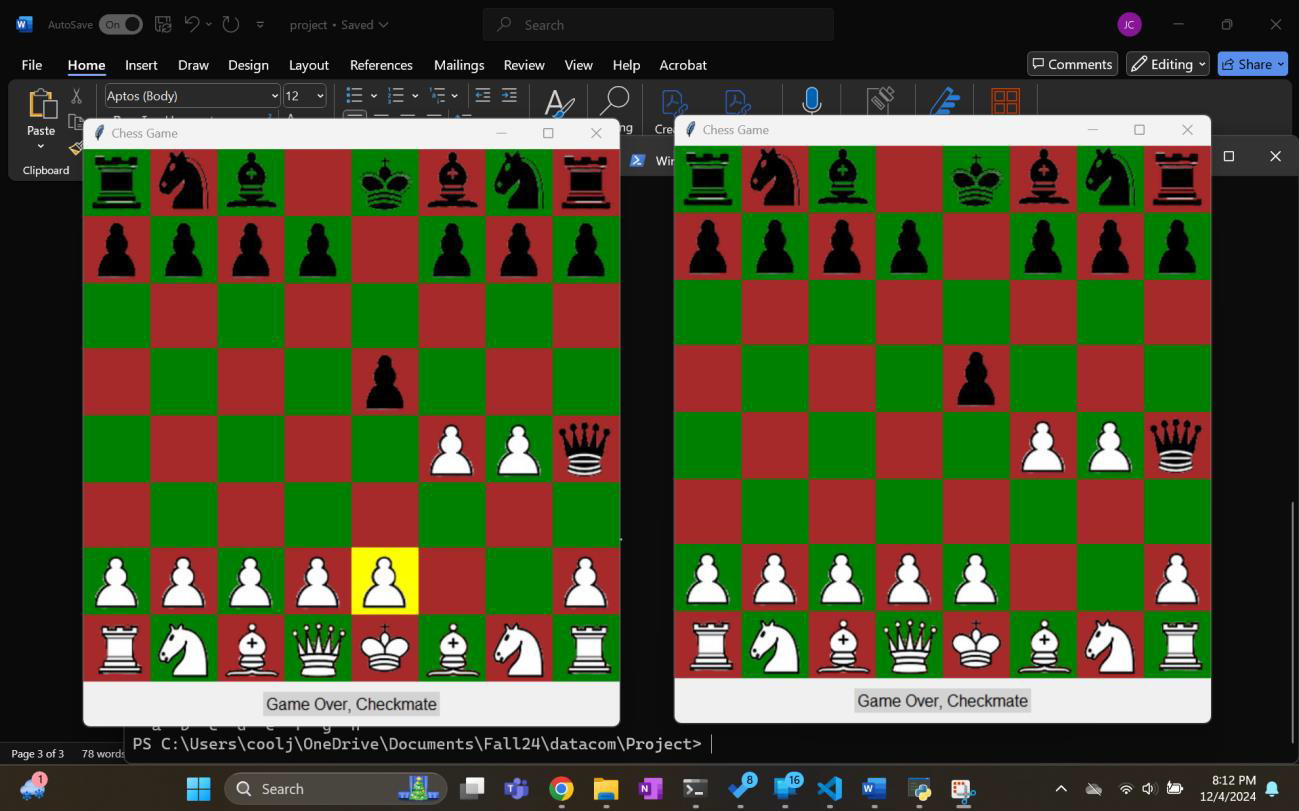 AutoSave On project • Saved Search JC
File Home Insert Draw Design Layout References Mailings Review View Help Acrobat Comments Editing Share
Aptos (Body) 12
Paste
Clipboard
Chess Game
Chess Game
Game Over, Checkmate
Game Over, Checkmate
PS C:\Users\coolj\OneDrive\Documents\Fall24\datacom\Project>
Page 3 of 3 78 words
1 Search 8 16 8:12 PM
12/4/2024